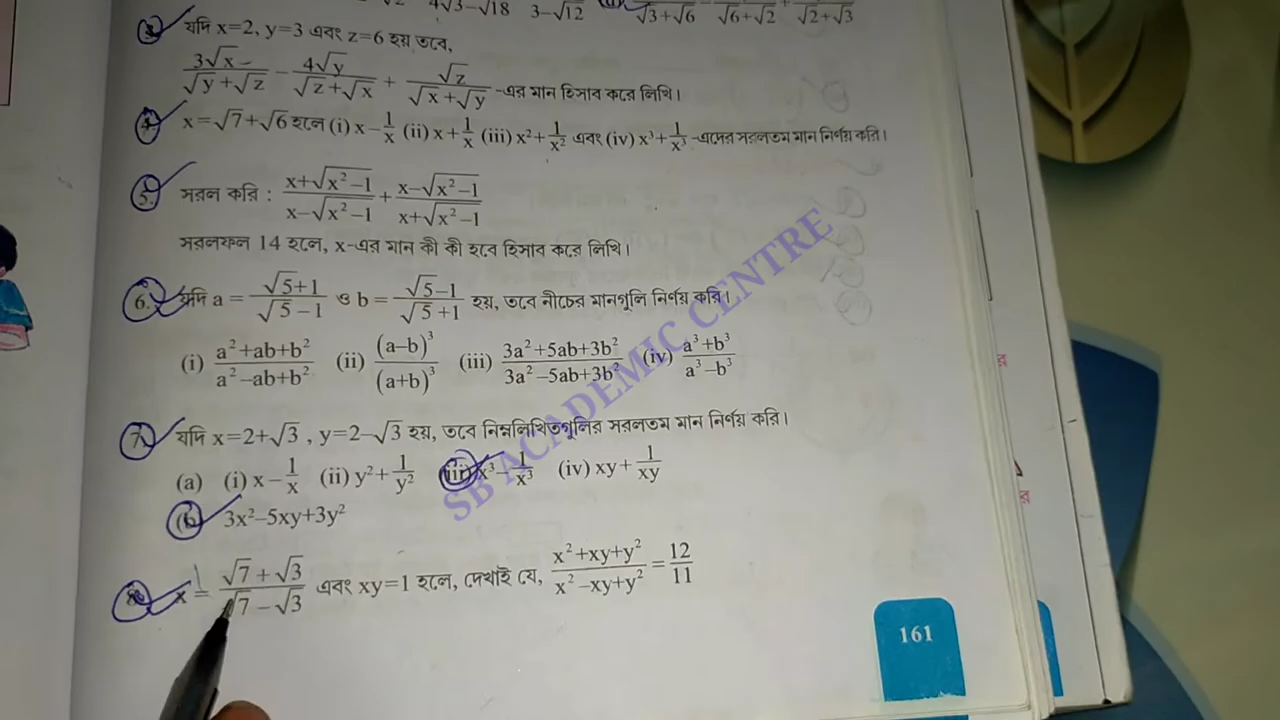 4√3−√18 3−√12 √3+√6 √6+√2 √2+√3
3. যদি x=2, y=3 এবং z=6 হয় তবে,
3√x/(√y+√z) − 4√y/(√z+√x) + √z/(√x+√y) -এর মান হিসাব করে লিখি।
4. x=√7+√6 হলে (i) x−1/x (ii) x+1/x (iii) x²+1/x² এবং (iv) x³+1/x³ -এদের সরলতম মান নির্ণয় করি।
5. সরল করি : (x+√(x²−1))/(x−√(x²−1)) + (x−√(x²−1))/(x+√(x²−1))
সরলফল 14 হলে, x-এর মান কী কী হবে হিসাব করে লিখি।
6. যদি a = (√5+1)/(√5−1) ও b = (√5−1)/(√5+1) হয়, তবে নীচের মানগুলি নির্ণয় করি।
(i) (a²+ab+b²)/(a²−ab+b²) (ii) (a−b)³/(a+b)³ (iii) (3a²+5ab+3b²)/(3a²−5ab+3b²) (iv) (a³+b³)/(a³−b³)
7. যদি x=2+√3 , y=2−√3 হয়, তবে নিম্নলিখিতগুলির সরলতম মান নির্ণয় করি।
(a) (i) x−1/x (ii) y²+1/y² (iii) x³−1/x³ (iv) xy+1/xy
(b) 3x²−5xy+3y²
8. x = (√7+√3)/(√7−√3) এবং xy=1 হলে, দেখাই যে, (x²+xy+y²)/(x²−xy+y²) = 12/11
161
SB ACADEMIC CENTRE
র
র